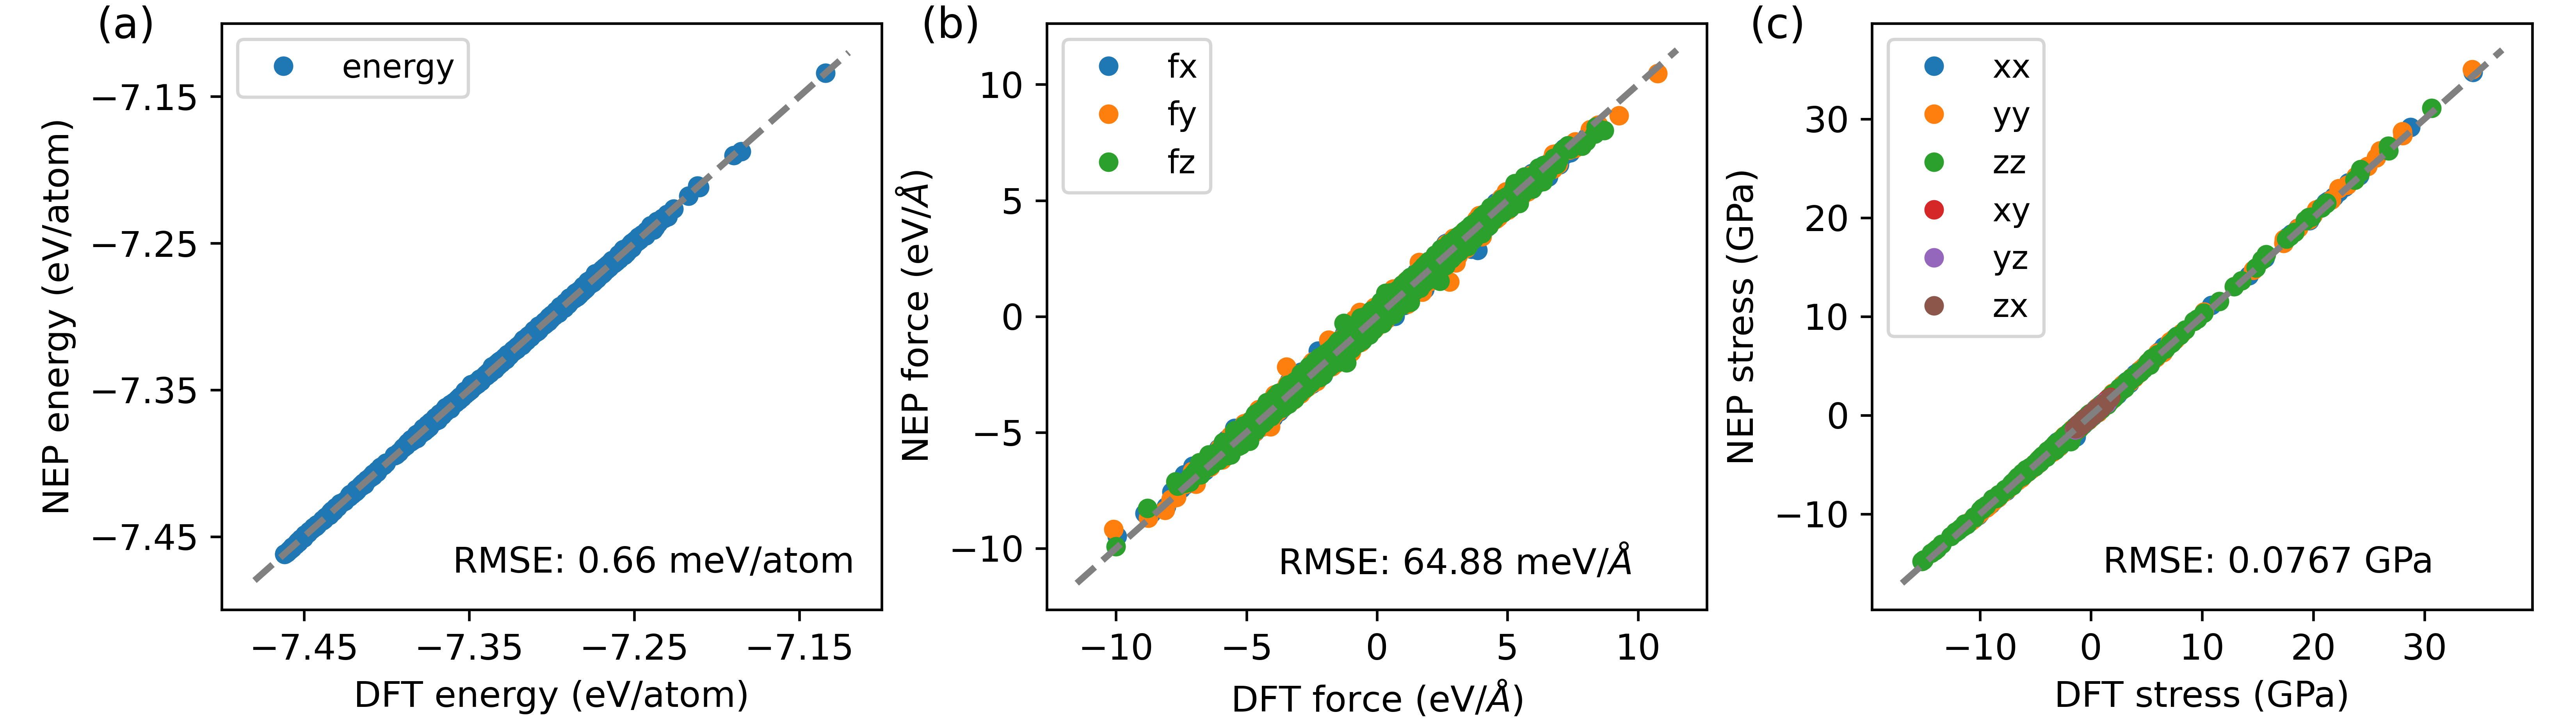 (a)
energy
−7.15
−7.25
−7.35
−7.45
NEP energy (eV/atom)
RMSE: 0.66 meV/atom
−7.45 −7.35 −7.25 −7.15
DFT energy (eV/atom)
(b)
fx
fy
fz
10
5
0
−5
−10
NEP force (eV/Å)
RMSE: 64.88 meV/Å
−10 −5 0 5 10
DFT force (eV/Å)
(c)
xx
yy
zz
xy
yz
zx
30
20
10
0
−10
NEP stress (GPa)
RMSE: 0.0767 GPa
−10 0 10 20 30
DFT stress (GPa)